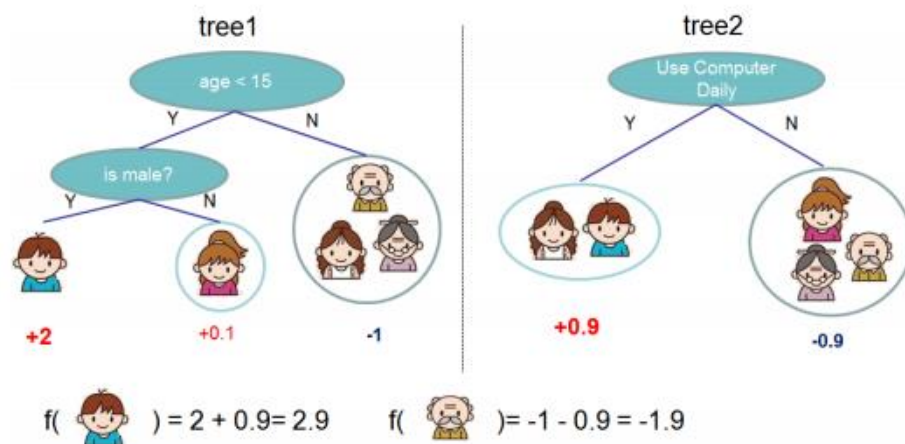 tree1
age < 15
Y
N
is male?
Y
N
+2
+0.1
-1
tree2
Use Computer
Daily
Y
N
+0.9
-0.9
f( ) = 2 + 0.9= 2.9
f( )= -1 - 0.9 = -1.9